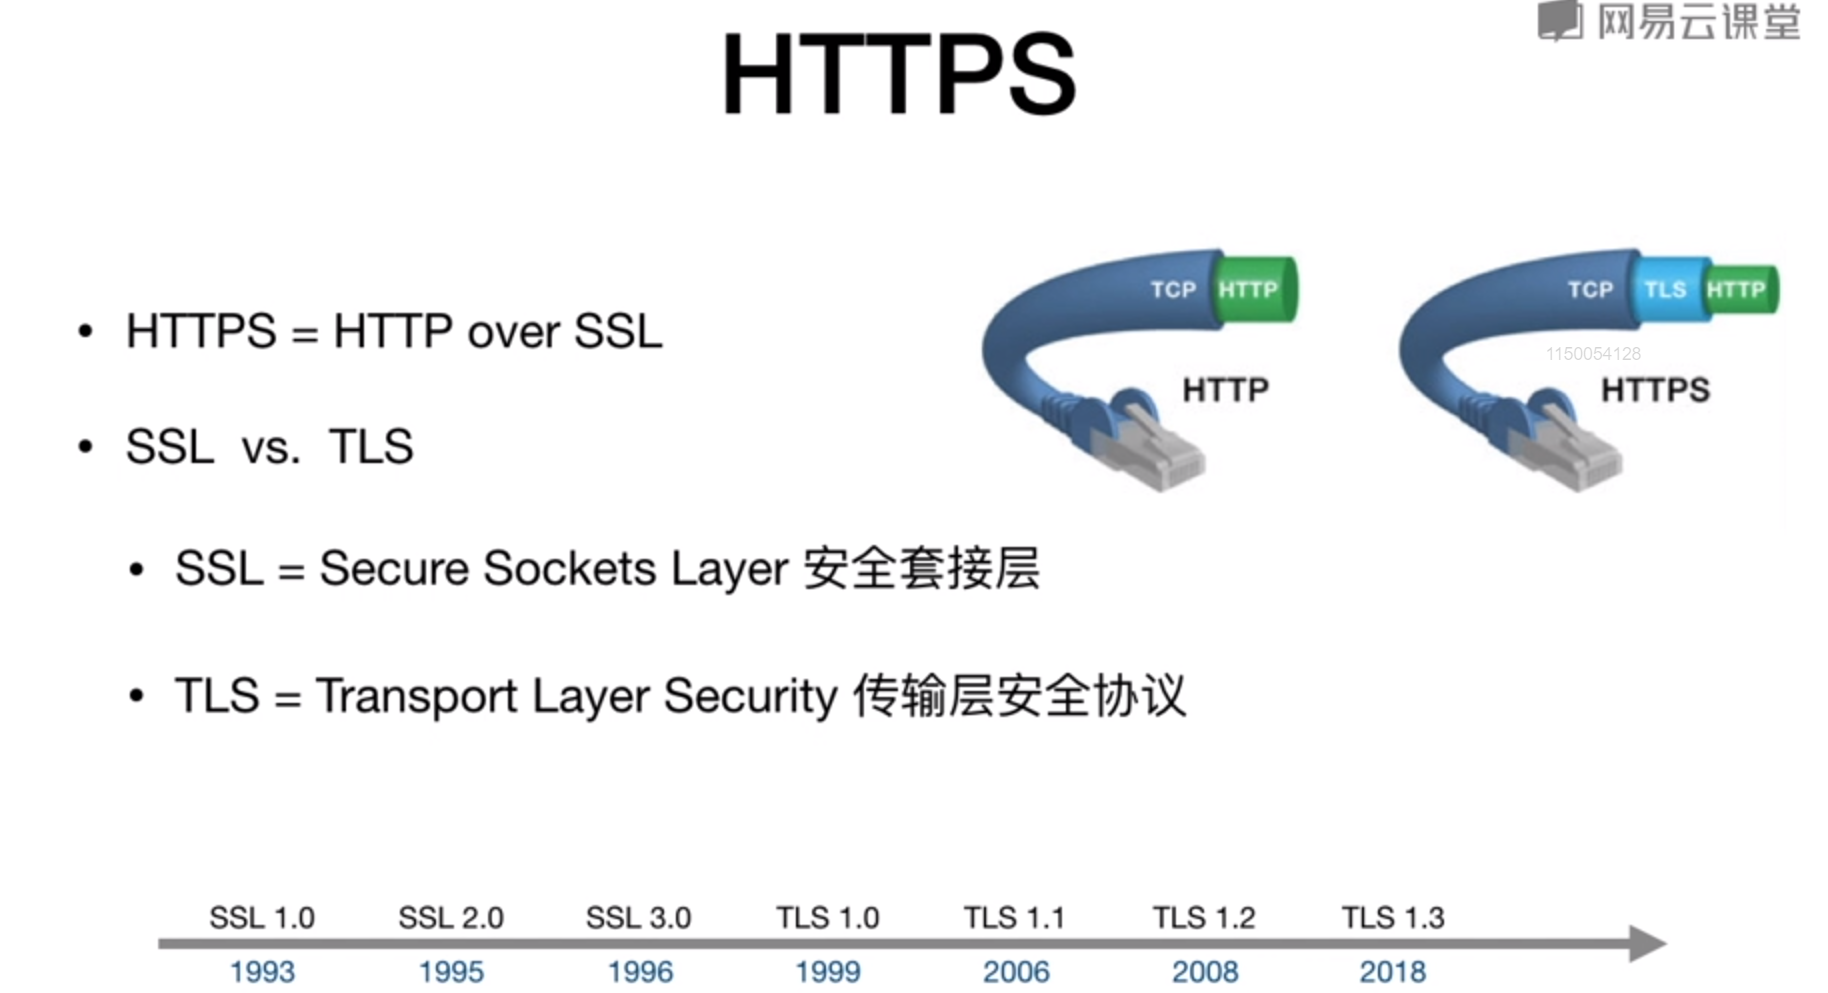 网易云课堂
HTTPS
• HTTPS = HTTP over SSL
• SSL vs. TLS
• SSL = Secure Sockets Layer 安全套接层
• TLS = Transport Layer Security 传输层安全协议
TCP HTTP
HTTP
TCP TLS HTTP
1150054128
HTTPS
SSL 1.0 SSL 2.0 SSL 3.0 TLS 1.0 TLS 1.1 TLS 1.2 TLS 1.3
1993 1995 1996 1999 2006 2008 2018